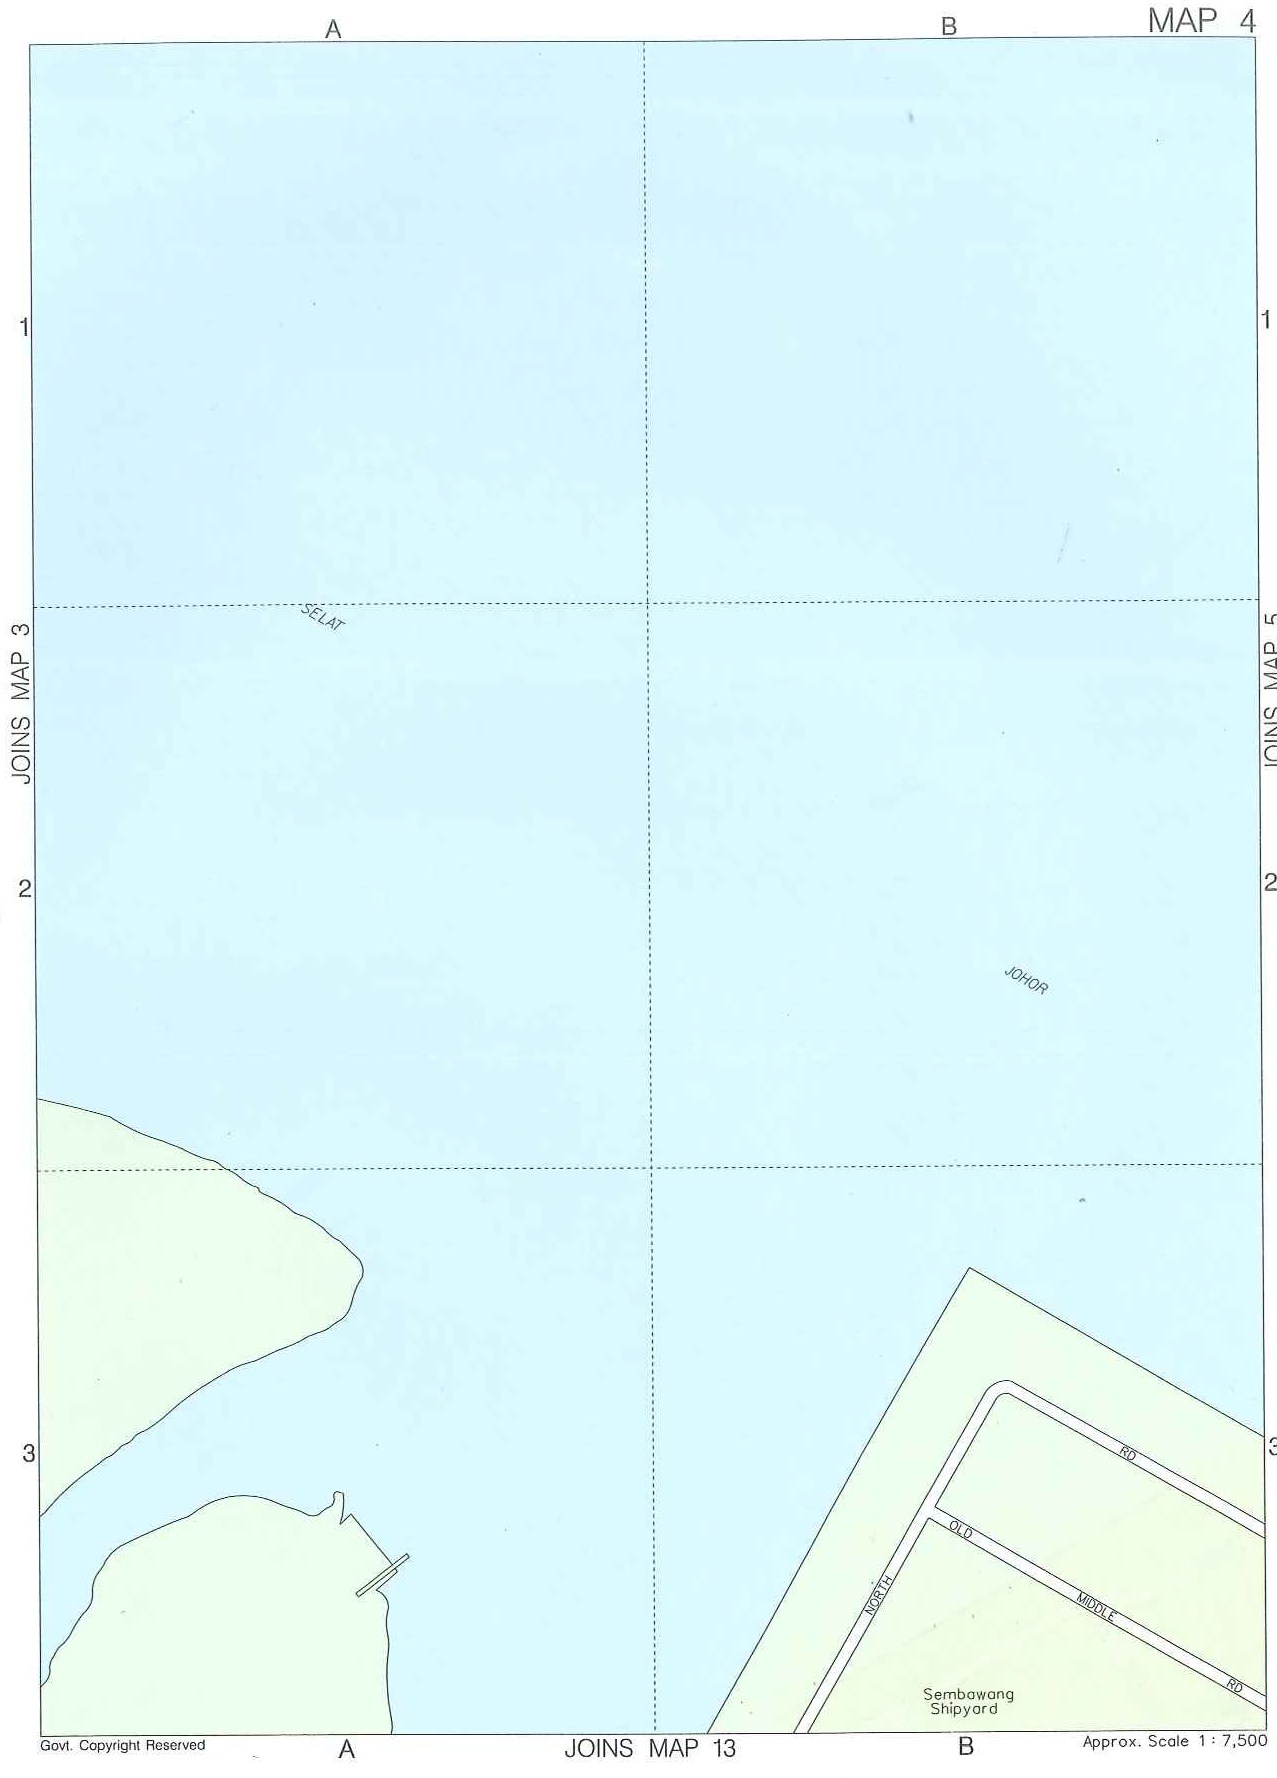 A
B
MAP 4
1
1
SELAT
JOINS MAP 3
JOINS MAP 5
2
2
JOHOR
3
3
RD
OLD
NORTH
MIDDLE
RD
Sembawang
Shipyard
Govt. Copyright Reserved
A
JOINS MAP 13
B
Approx. Scale 1 : 7,500